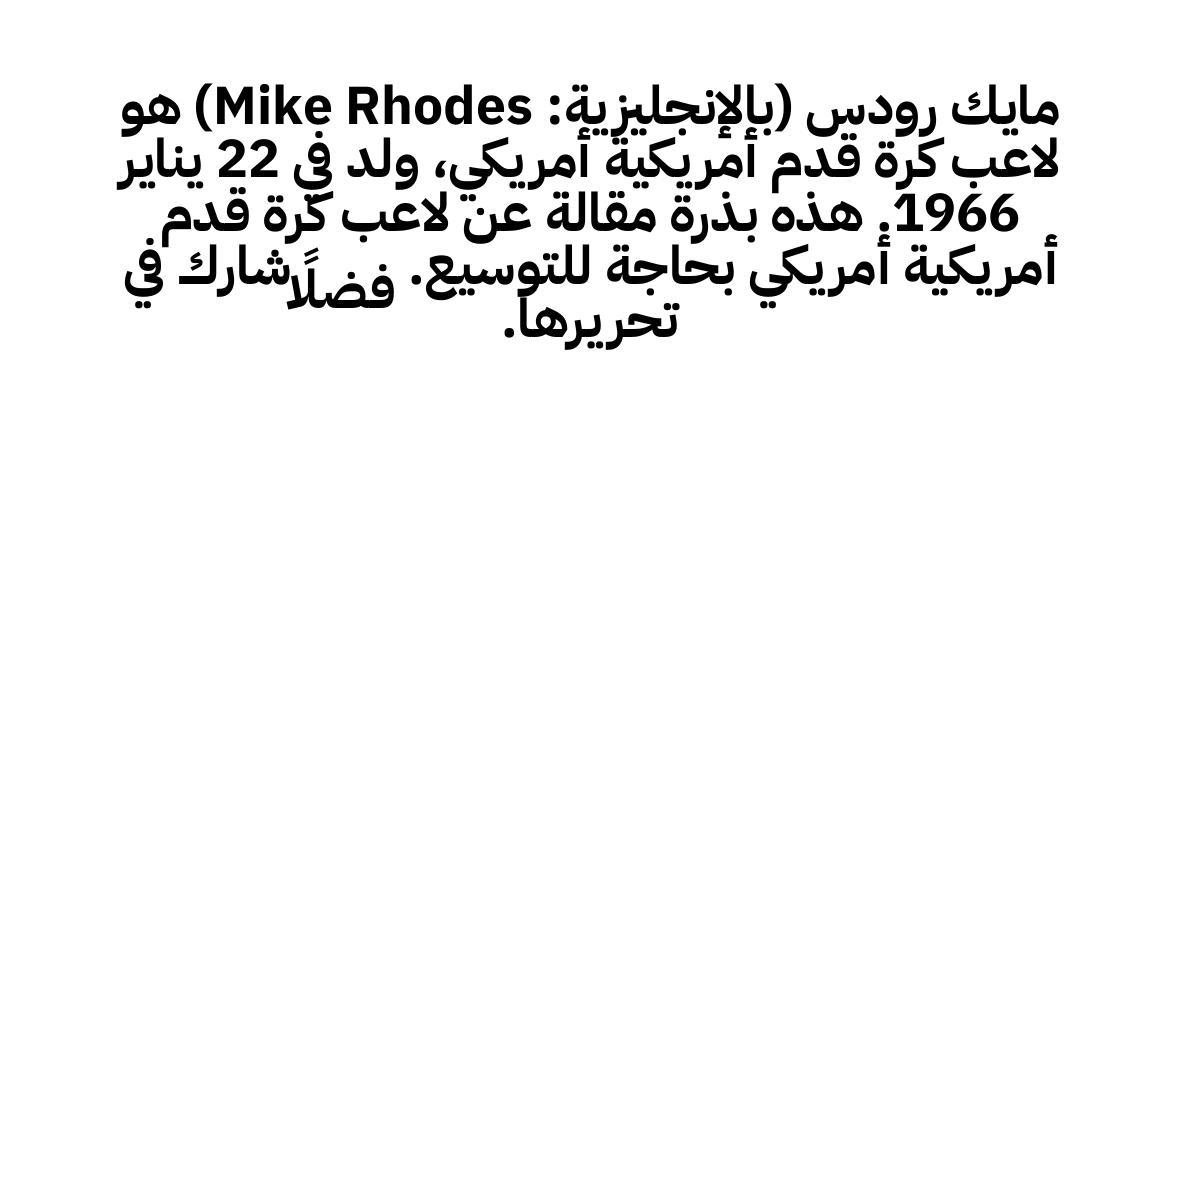 مايك رودس (بالإنجليزية: Mike Rhodes) هو
لاعب كرة قدم أمريكية أمريكي، ولد في 22 يناير
1966. هذه بذرة مقالة عن لاعب كرة قدم
أمريكية أمريكي بحاجة للتوسيع. فضلًا شارك في
تحريرها.